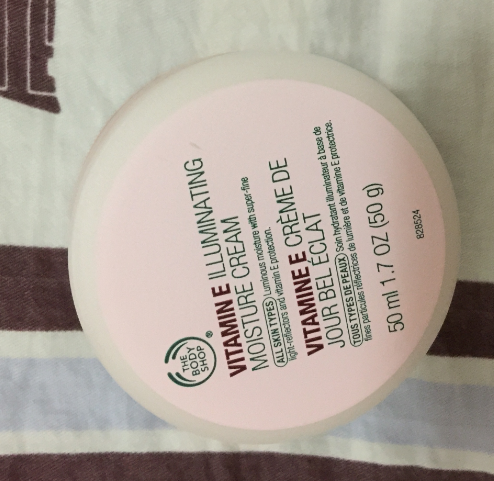 THE
BODY
SHOP®
VITAMIN E ILLUMINATING
MOISTURE CREAM
ALL SKIN TYPES Luminous moisture with super-fine
light-reflectors and vitamin E protection.
VITAMINE E CRÈME DE
JOUR BEL ÉCLAT
TOUS TYPES DE PEAUX Soin hydratant illuminateur à base de
fines particules réflectrices de lumière et de vitamine E protectrice.
50 ml 1.7 OZ (50 g)
828524